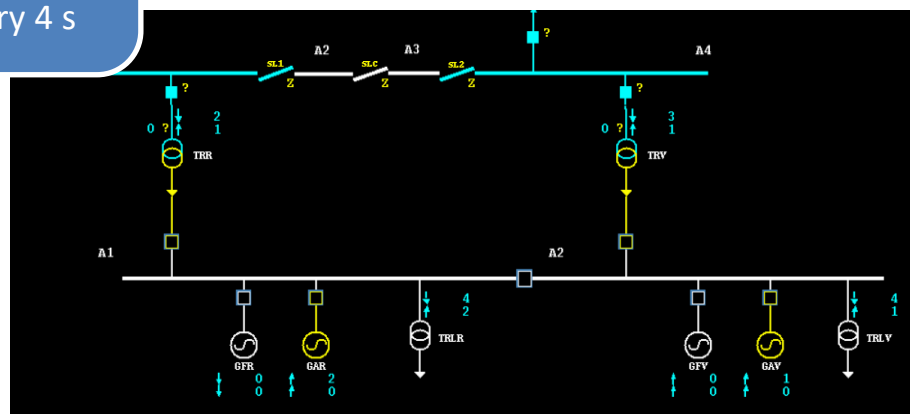 ry 4 s
?
A2 A3 A4
SL1 SLC SL2
Z Z Z
? ?
2 3
0 ? 1 0 ? 1
TRR TRV
A1 A2
4 4
2 1
TRLR TRLV
GFR GAR GFV GAV
0 2 0 1
0 0 0 0